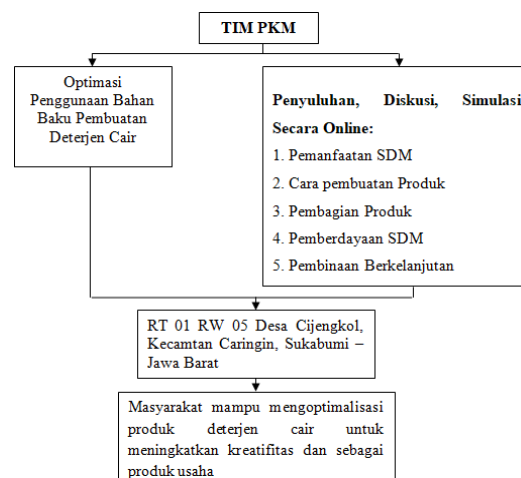 TIM PKM
Optimasi
Penggunaan Bahan
Baku Pembuatan
Deterjen Cair
Penyuluhan, Diskusi, Simulasi
Secara Online:
1. Pemanfaatan SDM
2. Cara pembuatan Produk
3. Pembagian Produk
4. Pemberdayaan SDM
5. Pembinaan Berkelanjutan
RT 01 RW 05 Desa Cijengkol,
Kecamtan Caringin, Sukabumi –
Jawa Barat
Masyarakat mampu mengoptimalisasi
produk deterjen cair untuk
meningkatkan kreatifitas dan sebagai
produk usaha